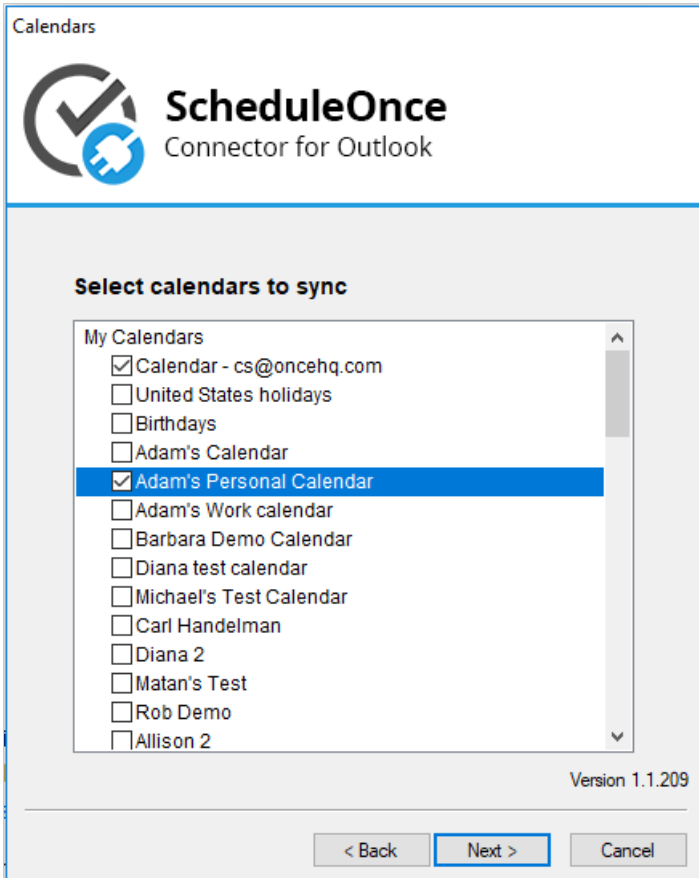 Calendars
ScheduleOnce
Connector for Outlook
Select calendars to sync
My Calendars
Calendar - cs@oncehq.com
United States holidays
Birthdays
Adam's Calendar
Adam's Personal Calendar
Adam's Work calendar
Barbara Demo Calendar
Diana test calendar
Michael's Test Calendar
Carl Handelman
Diana 2
Matan's Test
Rob Demo
Allison 2
Version 1.1.209
< Back Next > Cancel